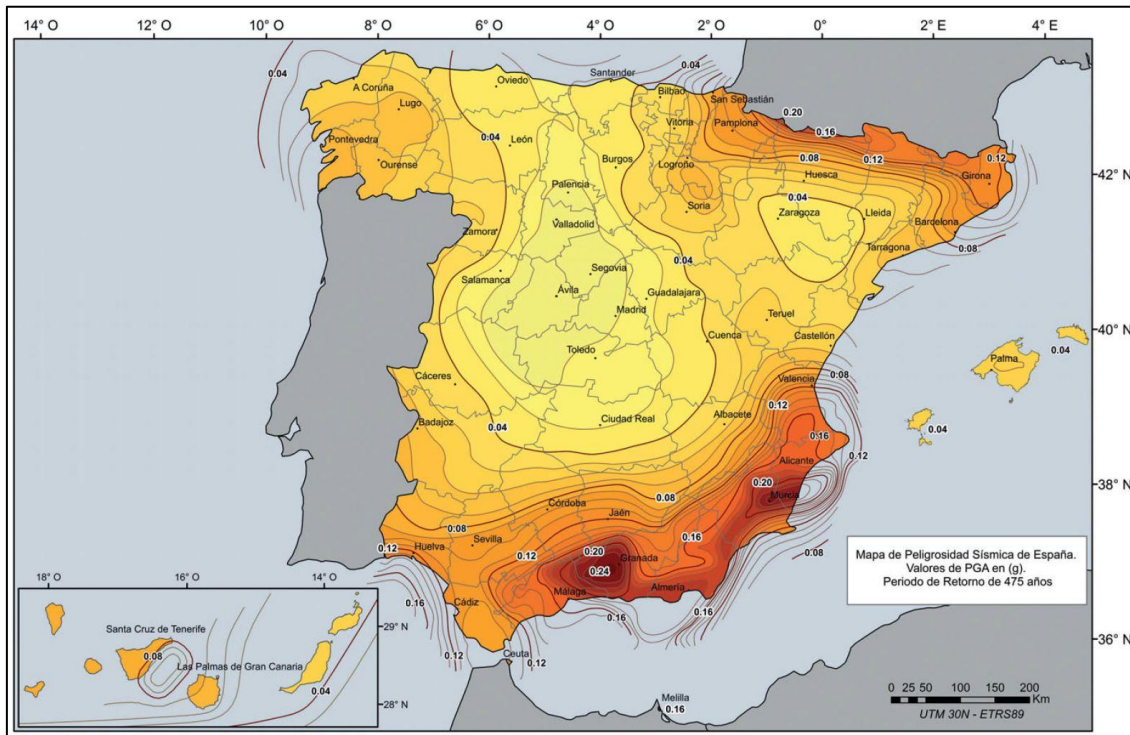 14° O 12° O 10° O 8° O 6° O 4° O 2° O 0° 2° E 4° E
0.04
0.04
Santander
Oviedo
A Coruña
Bilbao
San Sebastián
0.20
Lugo
Vitoria
Pamplona
0.16
0.04
León
Pontevedra
Burgos
Logroño
0.08
0.12
0.12
Ourense
Huesca
Girona
42° N
Palencia
Soria
0.04
Zaragoza
Lleida
Barcelona
Valladolid
Zamora
Tarragona
0.08
0.04
Segovia
Salamanca
Ávila
Guadalajara
Madrid
Teruel
Cuenca
Castellón
40° N
Toledo
Palma
0.04
Cáceres
Valencia
0.08
0.12
Badajoz
0.04
Ciudad Real
Albacete
0.16
0.04
Alicante
0.12
0.20
Murcia
38° N
0.08
Córdoba
Jaén
0.08
0.12
Huelva
Sevilla
0.12
0.20
Granada
0.16
0.08
0.24
Málaga
Almería
0.16
Cádiz
0.16
0.16
0.12
Ceuta
0.12
36° N
Melilla
0.16
Mapa de Peligrosidad Sísmica de España.
Valores de PGA en (g).
Periodo de Retorno de 475 años
18° O 16° O 14° O
Santa Cruz de Tenerife
29° N
0.08
Las Palmas de Gran Canaria
0.04
28° N
0 25 50 100 150 200
Km
UTM 30N - ETRS89